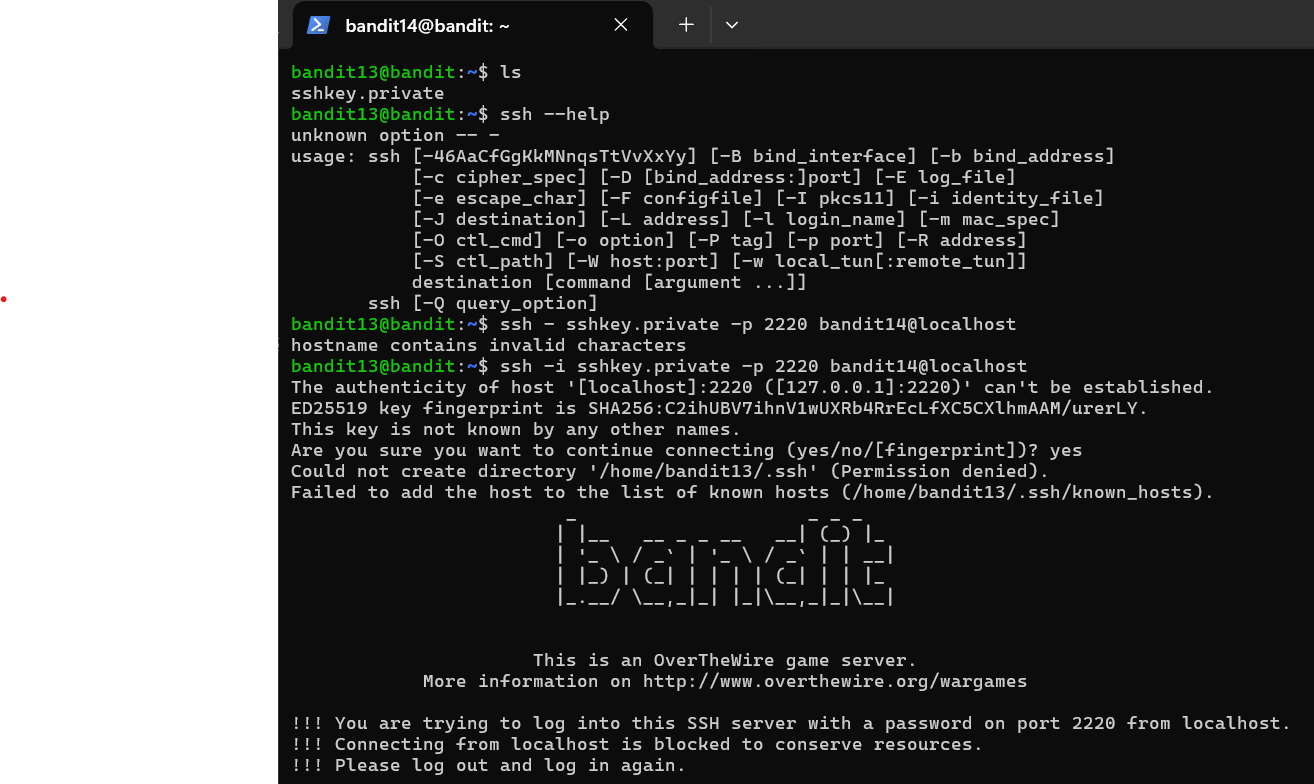 bandit14@bandit: ~
bandit13@bandit:~$ ls
sshkey.private
bandit13@bandit:~$ ssh --help
unknown option -- -
usage: ssh [-46AaCfGgKkMNnqsTtVvXxYy] [-B bind_interface] [-b bind_address]
           [-c cipher_spec] [-D [bind_address:]port] [-E log_file]
           [-e escape_char] [-F configfile] [-I pkcs11] [-i identity_file]
           [-J destination] [-L address] [-l login_name] [-m mac_spec]
           [-O ctl_cmd] [-o option] [-P tag] [-p port] [-R address]
           [-S ctl_path] [-W host:port] [-w local_tun[:remote_tun]]
           destination [command [argument ...]]
       ssh [-Q query_option]
bandit13@bandit:~$ ssh - sshkey.private -p 2220 bandit14@localhost
hostname contains invalid characters
bandit13@bandit:~$ ssh -i sshkey.private -p 2220 bandit14@localhost
The authenticity of host '[localhost]:2220 ([127.0.0.1]:2220)' can't be established.
ED25519 key fingerprint is SHA256:C2ihUBV7ihnV1wUXRb4RrEcLfXC5CXlhmAAM/urerLY.
This key is not known by any other names.
Are you sure you want to continue connecting (yes/no/[fingerprint])? yes
Could not create directory '/home/bandit13/.ssh' (Permission denied).
Failed to add the host to the list of known hosts (/home/bandit13/.ssh/known_hosts).
bandit
This is an OverTheWire game server.
More information on http://www.overthewire.org/wargames
!!! You are trying to log into this SSH server with a password on port 2220 from localhost.
!!! Connecting from localhost is blocked to conserve resources.
!!! Please log out and log in again.